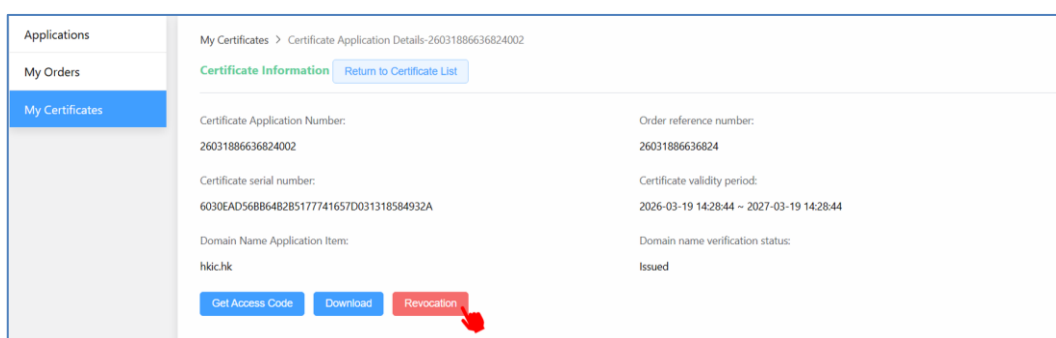 Applications
My Orders
My Certificates
My Certificates > Certificate Application Details-26031886636824002
Certificate Information Return to Certificate List
Certificate Application Number:
26031886636824002
Order reference number:
26031886636824
Certificate serial number:
6030EAD56BB64B2B5177741657D031318584932A
Certificate validity period:
2026-03-19 14:28:44 ~ 2027-03-19 14:28:44
Domain Name Application Item:
hkic.hk
Domain name verification status:
Issued
Get Access Code Download Revocation